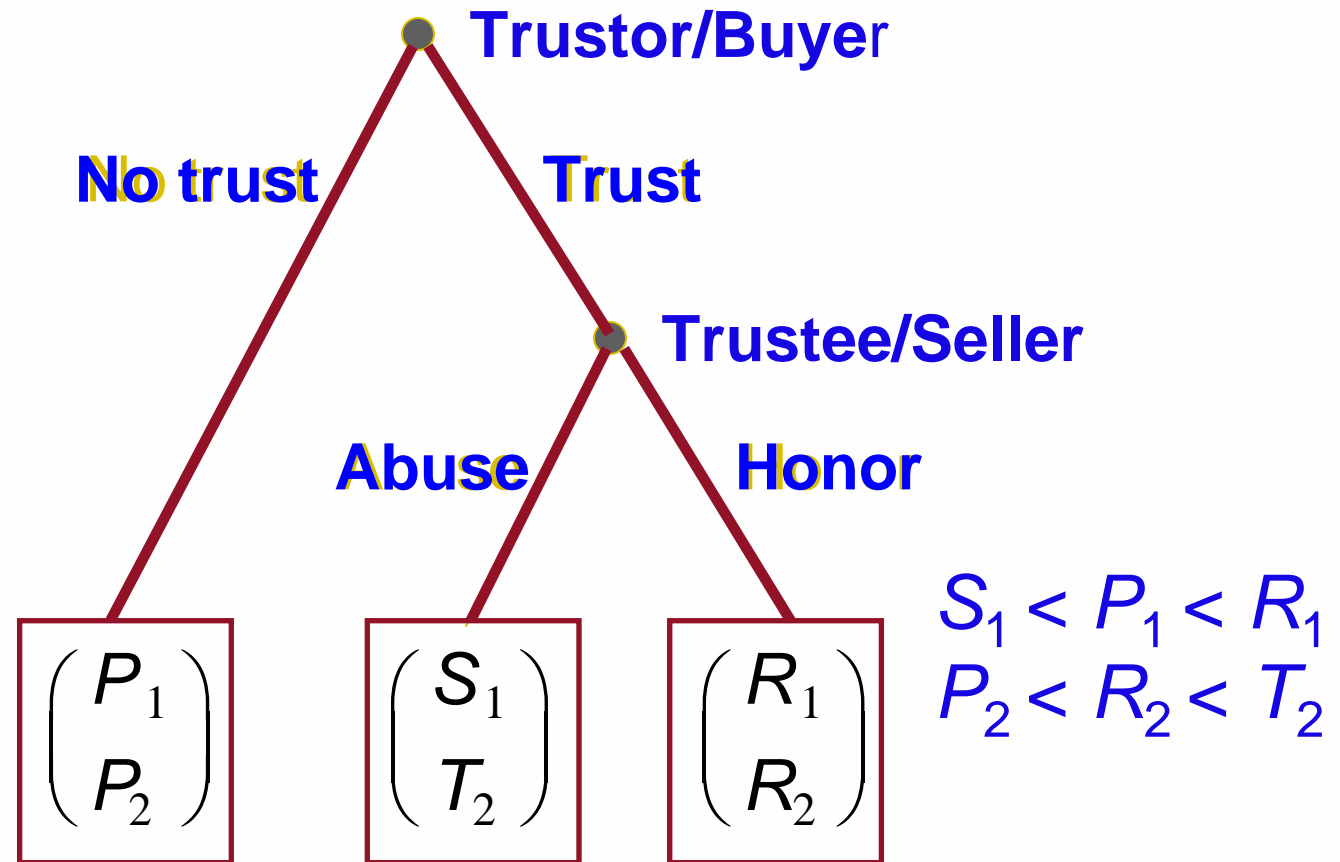 Trustor/Buyer
No trust
Trust
Trustee/Seller
Abuse
Honor
S₁ < P₁ < R₁
P₂ < R₂ < T₂
P₁
P₂
S₁
T₂
R₁
R₂